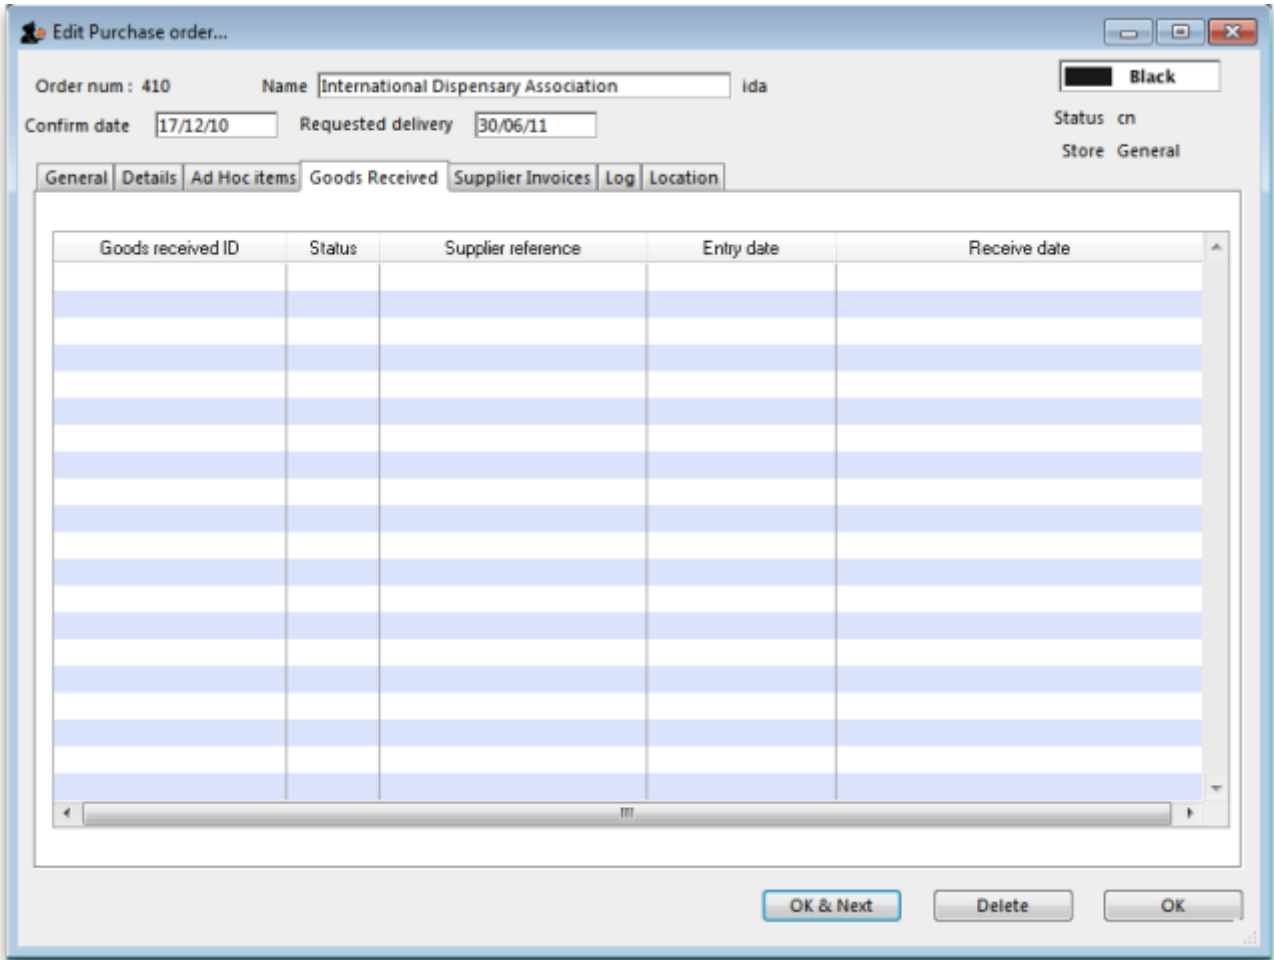 Edit Purchase order...
Order num : 410 Name International Dispensary Association ida Black
Confirm date 17/12/10 Requested delivery 30/06/11 Status cn
Store General
General Details Ad Hoc items Goods Received Supplier Invoices Log Location
Goods received ID Status Supplier reference Entry date Receive date
OK & Next Delete OK